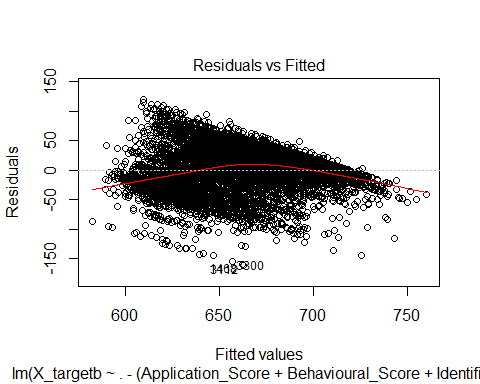 Residuals vs Fitted
Residuals
150
50
0
-50
-150
3300
600
650
700
750
Fitted values
lm(X_targetb ~ . - (Application_Score + Behavioural_Score + Identifi